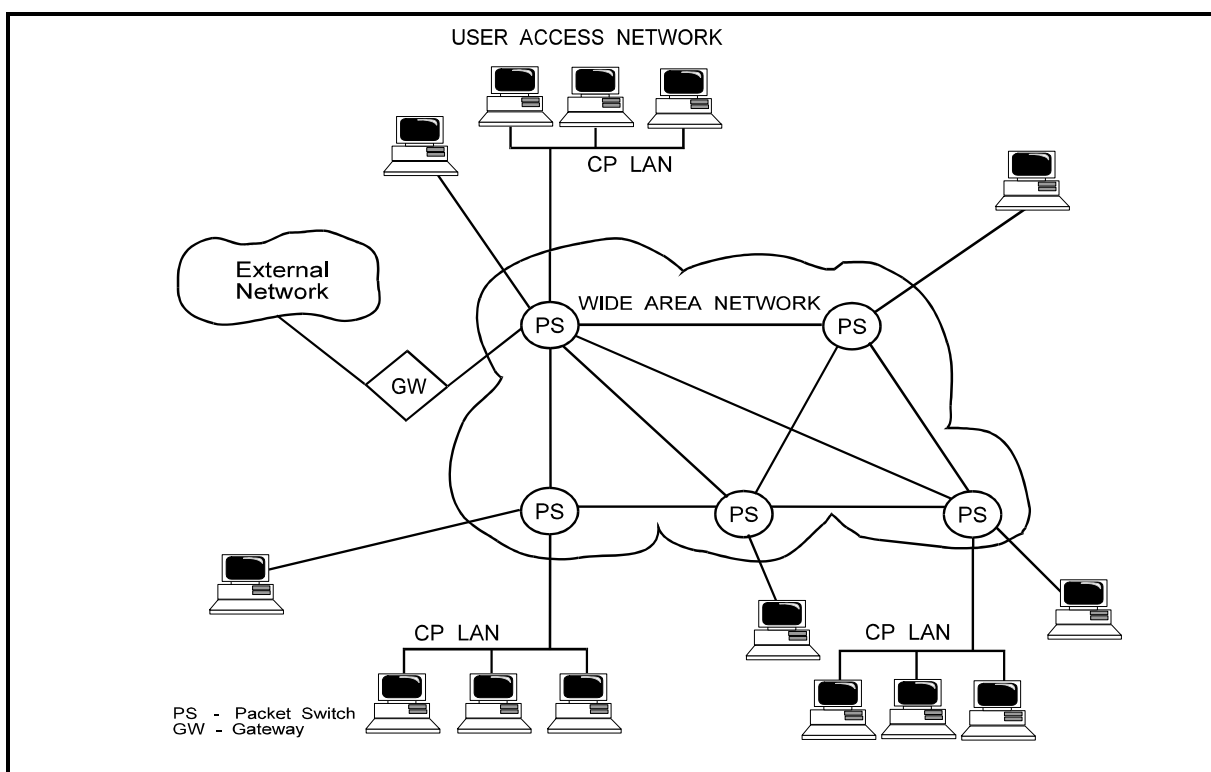 USER ACCESS NETWORK
CP LAN
External
Network
WIDE AREA NETWORK
PS
PS
GW
PS
PS
PS
CP LAN
CP LAN
PS - Packet Switch
GW - Gateway